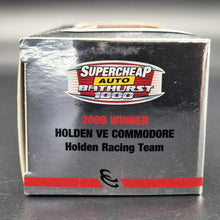 SUPERCHEAP
AUTO
BATHURST
1000
2009 WINNER
HOLDEN VE COMMODORE
Holden Racing Team